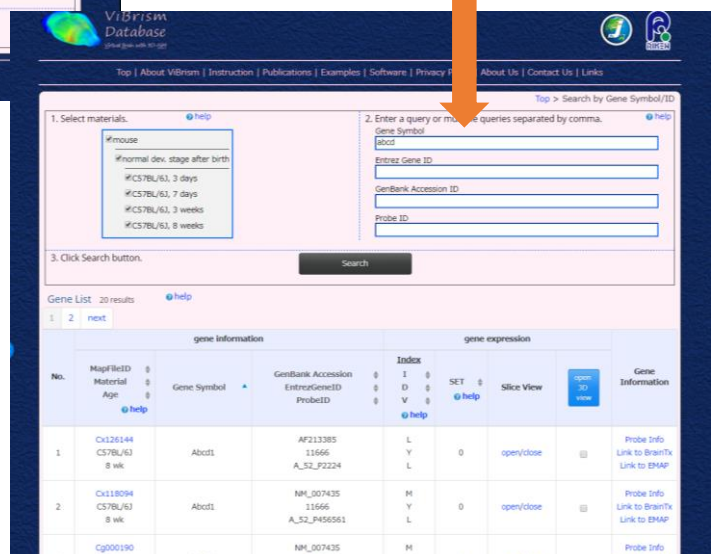 ViBrism
Database
Top | About ViBrism | Instruction | Publications | Examples | Software | Privacy P About Us | Contact Us | Links
Top > Search by Gene Symbol/ID
1. Select materials. help
mouse
normal dev. stage after birth
C57BL/6J, 3 days
C57BL/6J, 7 days
C57BL/6J, 3 weeks
C57BL/6J, 8 weeks
2. Enter a query or mu e queries separated by comma. help
Gene Symbol
abcd
Entrez Gene ID
GenBank Accession ID
Probe ID
3. Click Search button.
Search
Gene List 20 results help
1 2 next
gene information gene expression
No.
MapFileID
Material
Age
help
Gene Symbol
GenBank Accession
EntrezGeneID
ProbeID
Index
I
D
V
help
SET
help
Slice View
open
3D
view
Gene
Information
1
Cx126144
C57BL/6J
8 wk
Abcd1
AF213385
11666
A_52_P2224
L
Y
L
0
open/close
Probe Info
Link to BrainTx
Link to EMAP
2
Cx118094
C57BL/6J
8 wk
Abcd1
NM_007435
11666
A_52_P456561
M
Y
L
0
open/close
Probe Info
Link to BrainTx
Link to EMAP
Cg000190
NM_007435
M
Probe Info